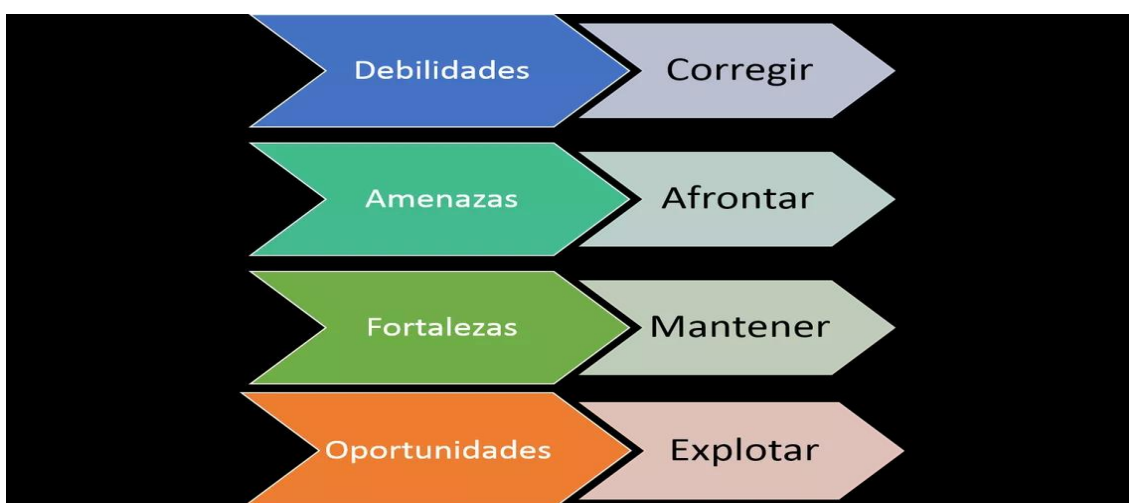 Debilidades Corregir
Amenazas Afrontar
Fortalezas Mantener
Oportunidades Explotar